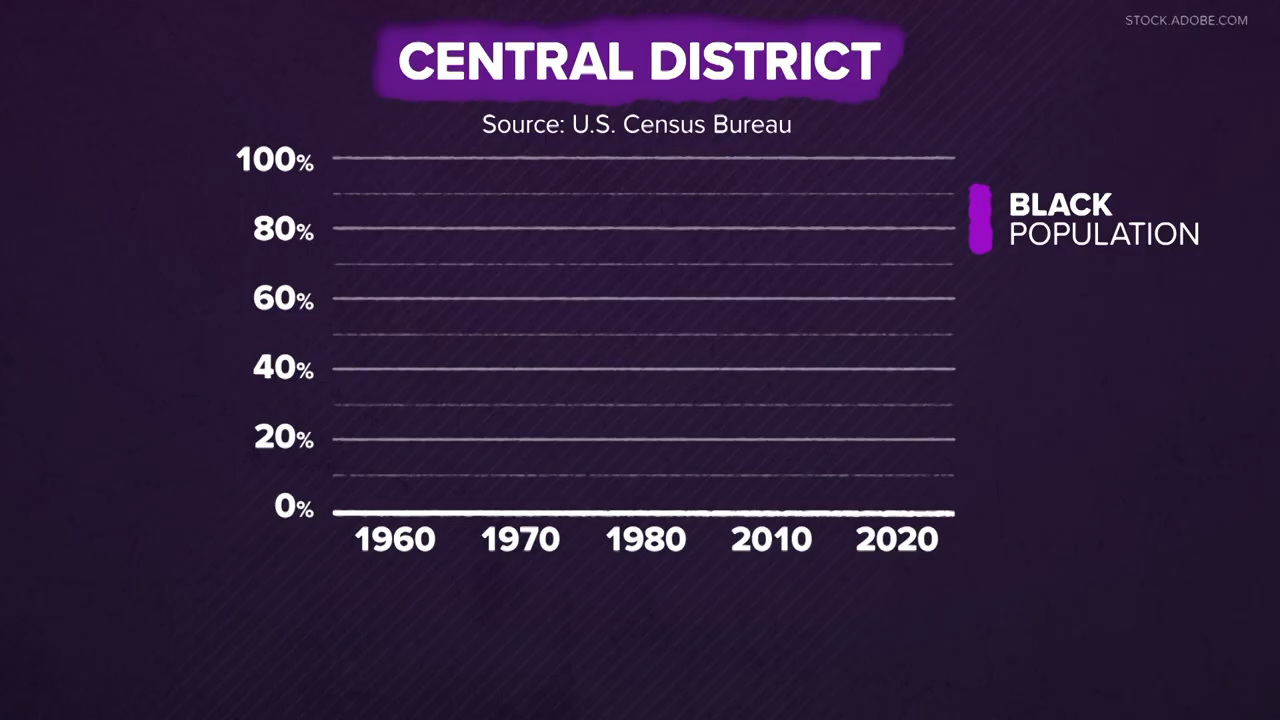 STOCK.ADOBE.COM
CENTRAL DISTRICT
Source: U.S. Census Bureau
100%
80%
60%
40%
20%
0%
BLACK
POPULATION
1960 1970 1980 2010 2020